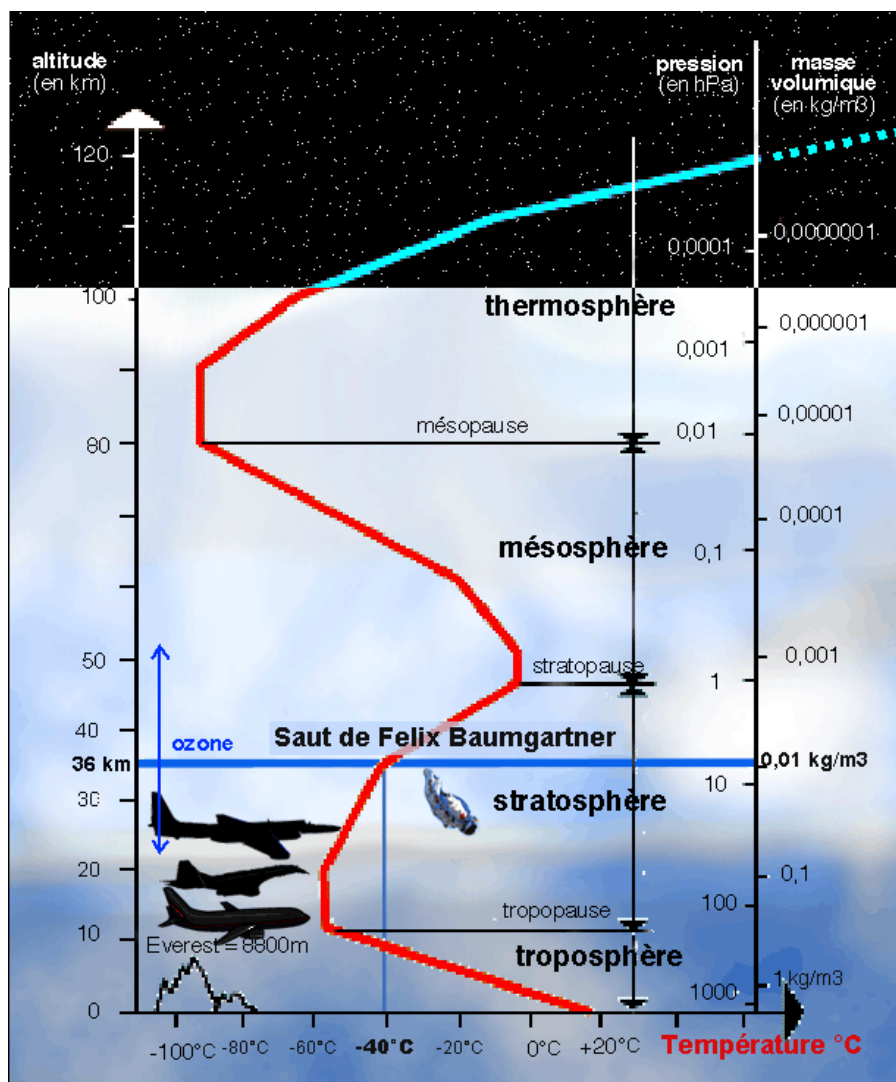 altitude
(en km)
pression
(en hPa)
masse
volumique
(en kg/m3)
120
0,0001
0,0000001
100
thermosphère
0,001
0,000001
mésopause
80
0,01
0,00001
0,0001
mésosphère
0,1
50
stratopause
1
0,001
40
ozone
Saut de Felix Baumgartner
36 km
0,01 kg/m3
10
30
stratosphère
20
0,1
100
tropopause
10
Everest = 8800m
troposphère
1 kg/m3
1000
0
-100°C
-80°C
-60°C
-40°C
-20°C
0°C
+20°C
Température °C